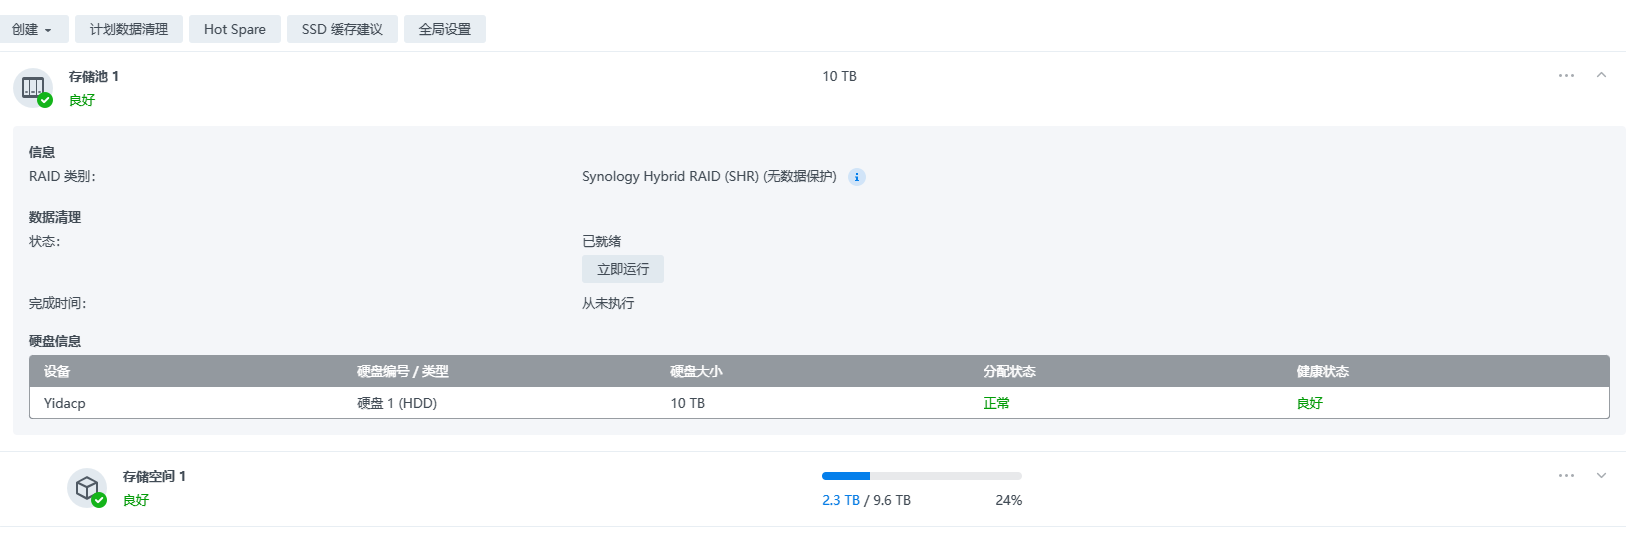 创建 计划数据清理 Hot Spare SSD 缓存建议 全局设置
存储池 1 10 TB
良好
信息
RAID 类别: Synology Hybrid RAID (SHR) (无数据保护)
数据清理
状态: 已就绪
立即运行
完成时间: 从未执行
硬盘信息
设备 硬盘编号 / 类型 硬盘大小 分配状态 健康状态
Yidacp 硬盘 1 (HDD) 10 TB 正常 良好
存储空间 1
良好 2.3 TB / 9.6 TB 24%